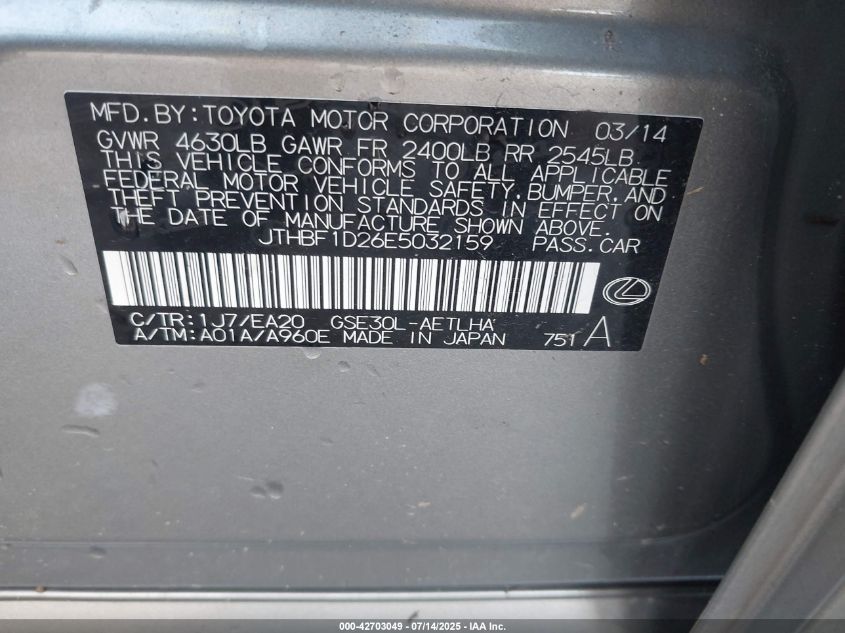 MFD.BY:TOYOTA MOTOR CORPORATION 03/14
GVWR 4630LB GAWR FR 2400LB RR 2545LB
THIS VEHICLE CONFORMS TO ALL APPLICABLE
FEDERAL MOTOR VEHICLE SAFETY,BUMPER,AND
THEFT PREVENTION STANDARDS IN EFFECT ON
THE DATE OF MANUFACTURE SHOWN ABOVE.
JTHBF1D26E5032159 PASS.CAR
C/TR:1J7/EA20 GSE30L-AETLHA
A/TM:A01A/A960E MADE IN JAPAN 751 A
000-42703049 - 07/14/2025 - IAA Inc.